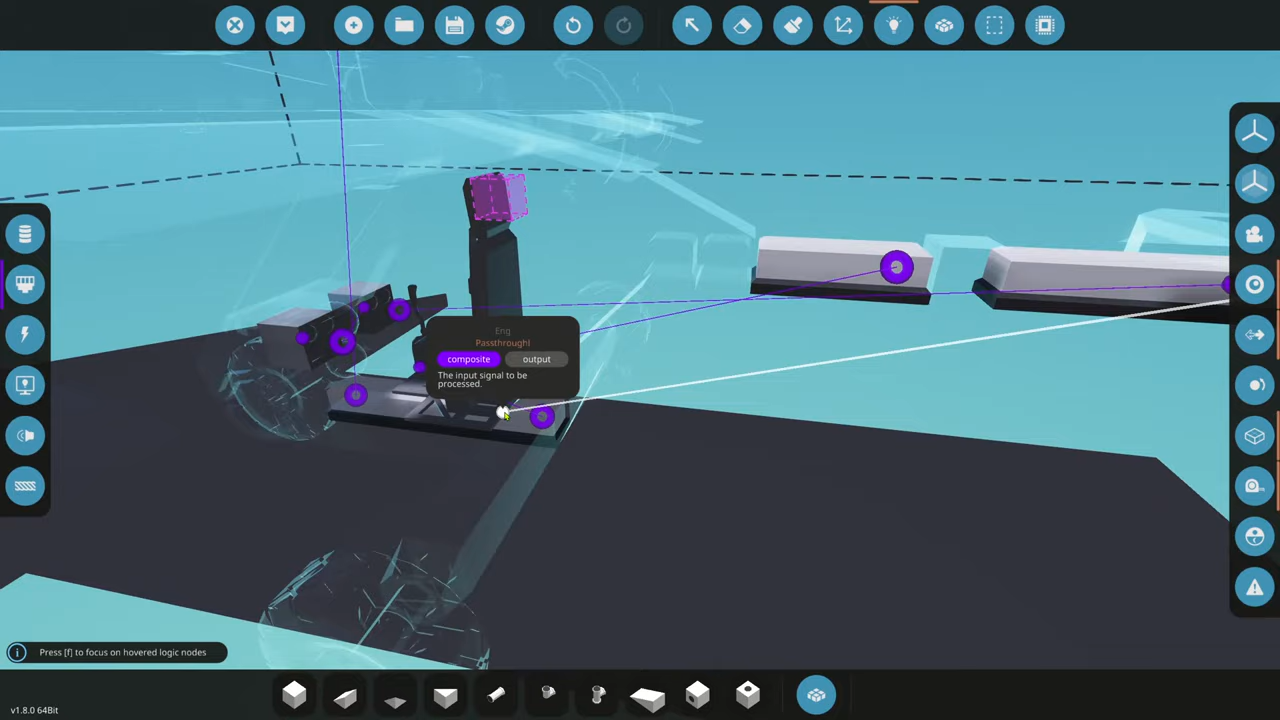 Eng
Passthrough!
composite
output
The input signal to be
processed.
Press [f] to focus on hovered logic nodes
v1.8.0 64Bit